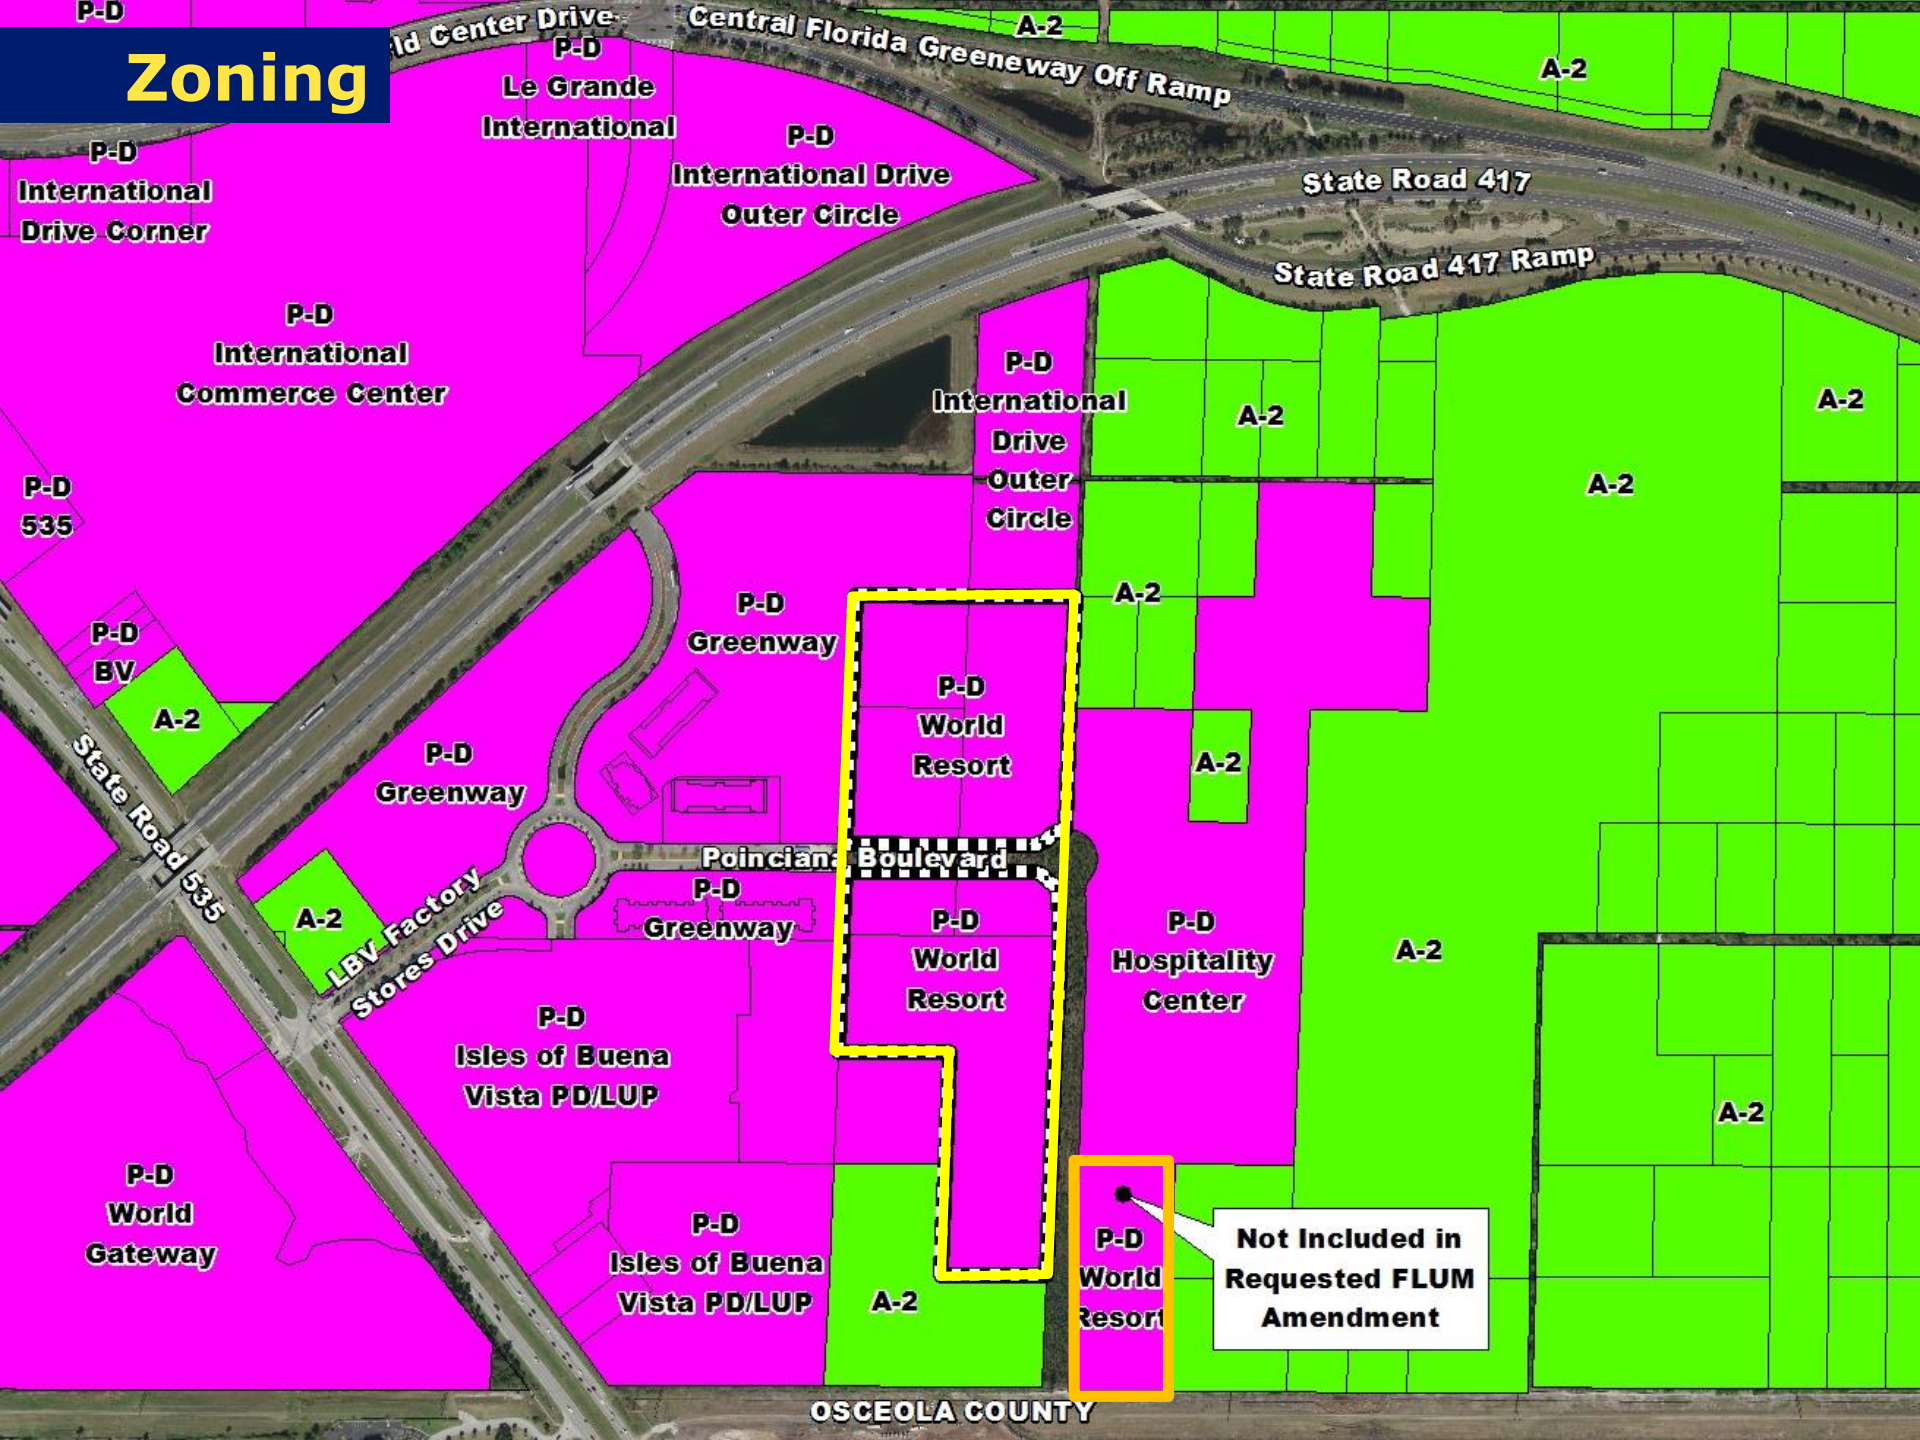 P-D
Zoning
ld Center Drive
Central Florida Greeneway Off Ramp
A-2
A-2
P-D
Le Grande
International
P-D
International
Drive Corner
P-D
International Drive
Outer Circle
State Road 417
State Road 417 Ramp
P-D
International
Commerce Center
P-D
International
Drive
Outer
Circle
A-2
A-2
A-2
P-D
535
P-D
BV
A-2
P-D
Greenway
A-2
P-D
World
Resort
P-D
Greenway
A-2
State Road 535
Poinciana Boulevard
P-D
Greenway
A-2
LBV Factory
Stores Drive
P-D
World
Resort
P-D
Hospitality
Center
A-2
P-D
Isles of Buena
Vista PD/LUP
A-2
P-D
World
Gateway
P-D
Isles of Buena
Vista PD/LUP
A-2
P-D
World
Resort
Not Included in
Requested FLUM
Amendment
OSCEOLA COUNTY